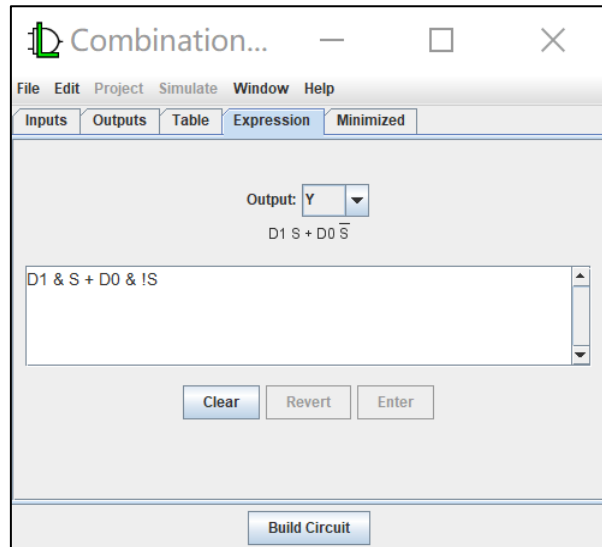 Combination...
File Edit Project Simulate Window Help
Inputs Outputs Table Expression Minimized
Output: Y
D1 S + D0 S̅
D1 & S + D0 & !S
Clear Revert Enter
Build Circuit